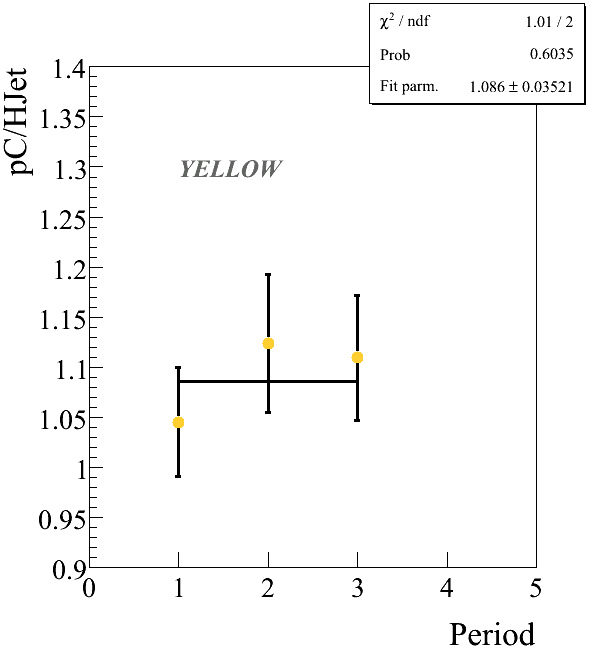 χ² / ndf 1.01 / 2
Prob 0.6035
Fit parm. 1.086 ± 0.03521
pC/HJet
1.4
1.35
1.3
1.25
1.2
1.15
1.1
1.05
1
0.95
0.9
YELLOW
0 1 2 3 4 5
Period